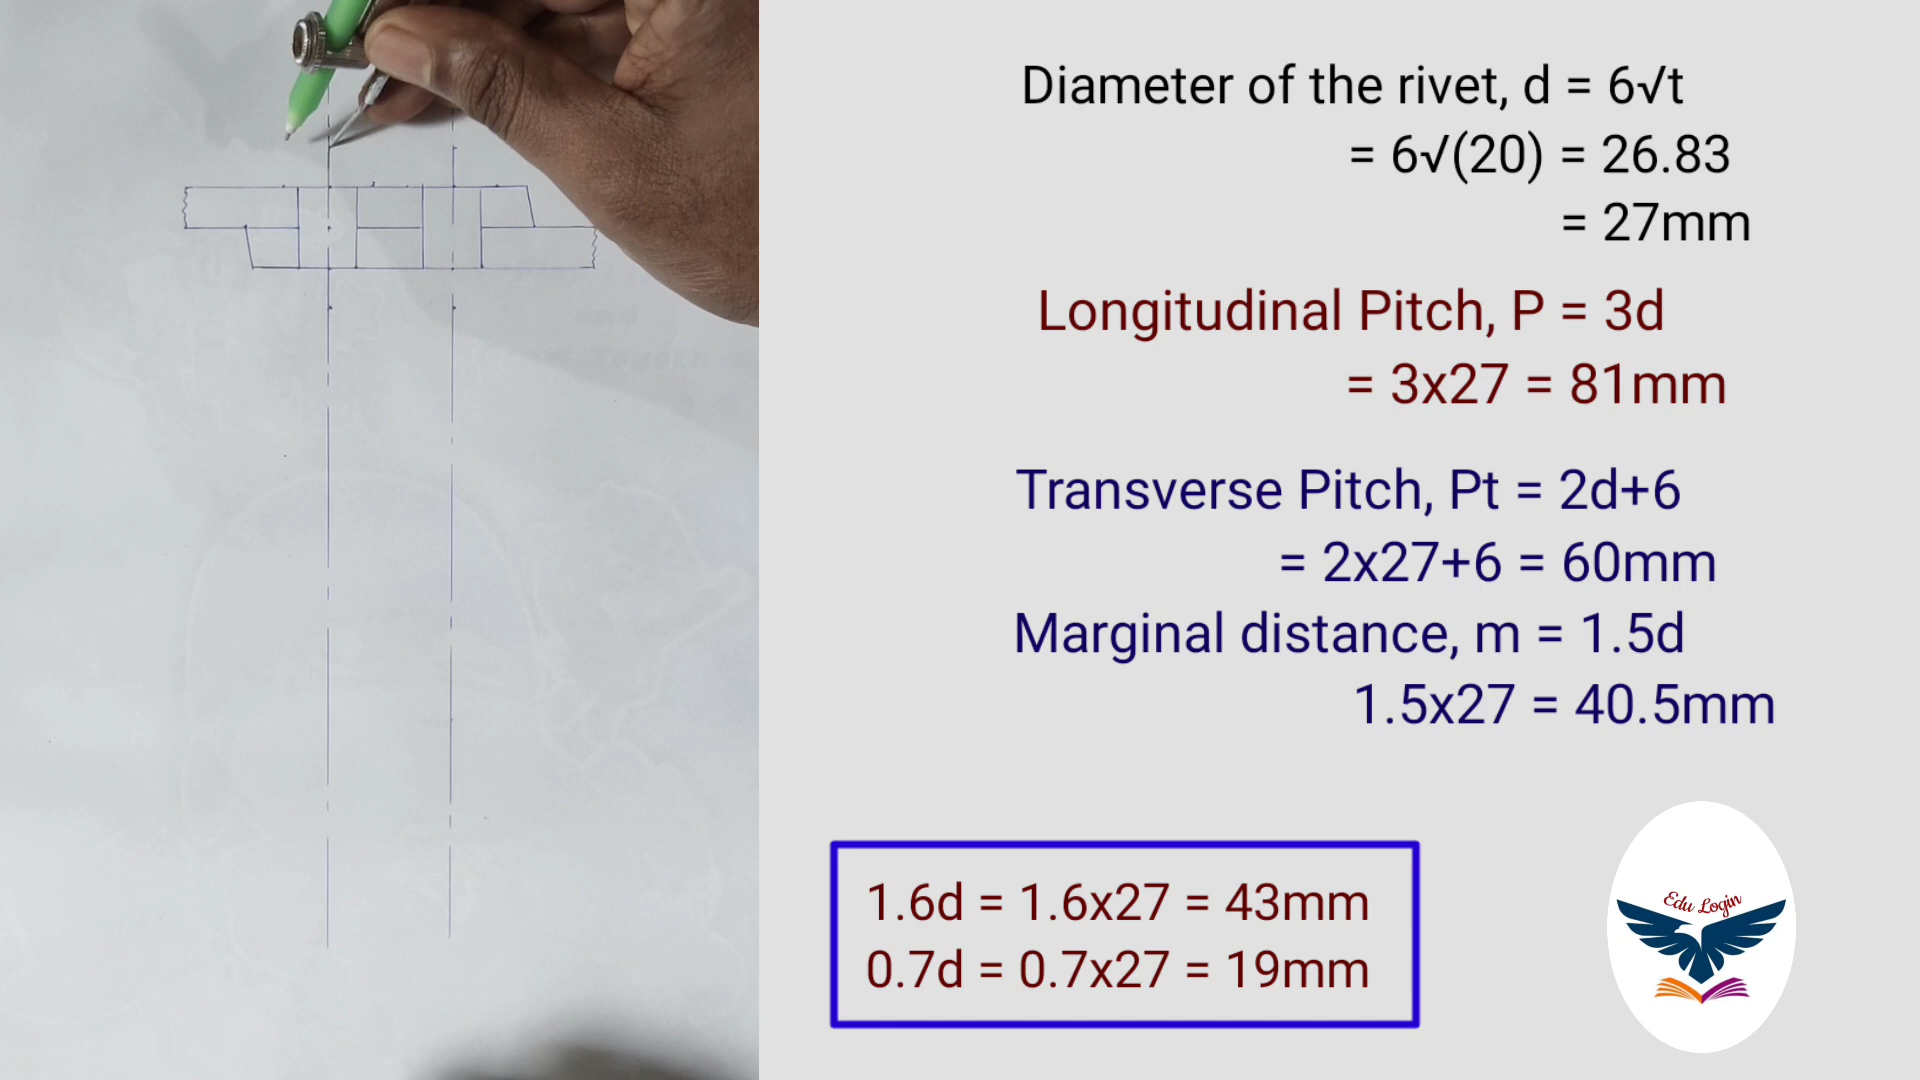 Diameter of the rivet, d = 6√t
= 6√(20) = 26.83
= 27mm
Longitudinal Pitch, P = 3d
= 3x27 = 81mm
Transverse Pitch, Pt = 2d+6
= 2x27+6 = 60mm
Marginal distance, m = 1.5d
1.5x27 = 40.5mm
1.6d = 1.6x27 = 43mm
0.7d = 0.7x27 = 19mm
Edu Login